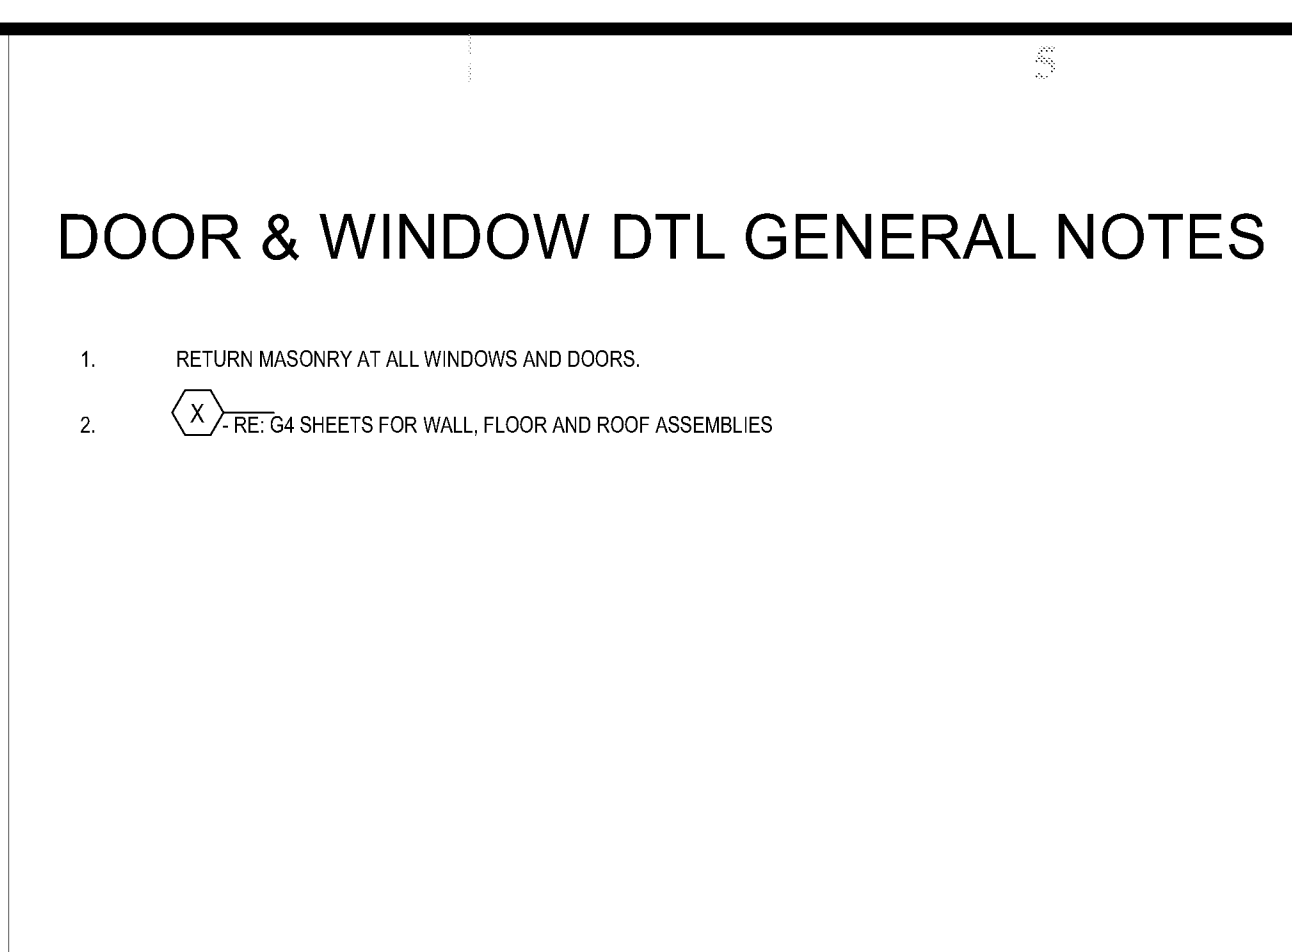 S
DOOR & WINDOW DTL GENERAL NOTES
1. RETURN MASONRY AT ALL WINDOWS AND DOORS.
2. X - RE: G4 SHEETS FOR WALL, FLOOR AND ROOF ASSEMBLIES